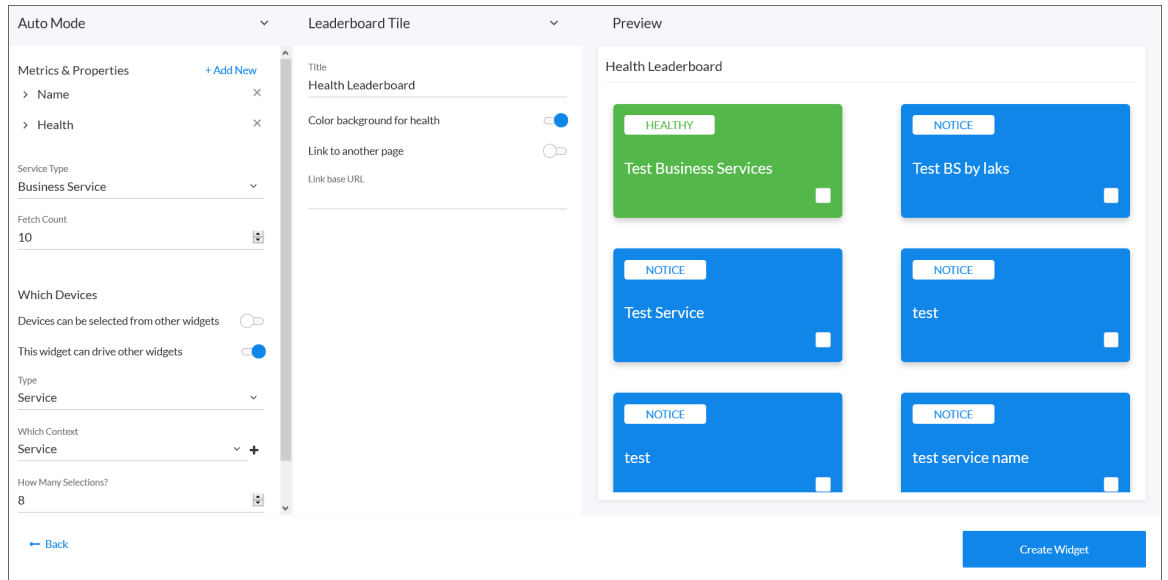 Auto Mode
Metrics & Properties
+ Add New
Name
Health
Service Type
Business Service
Fetch Count
10
Which Devices
Devices can be selected from other widgets
This widget can drive other widgets
Type
Service
Which Context
Service
How Many Selections?
8
Leaderboard Tile
Title
Health Leaderboard
Color background for health
Link to another page
Link base URL
Preview
Health Leaderboard
HEALTHY
Test Business Services
NOTICE
Test BS by laks
NOTICE
Test Service
NOTICE
test
NOTICE
test
NOTICE
test service name
Back
Create Widget